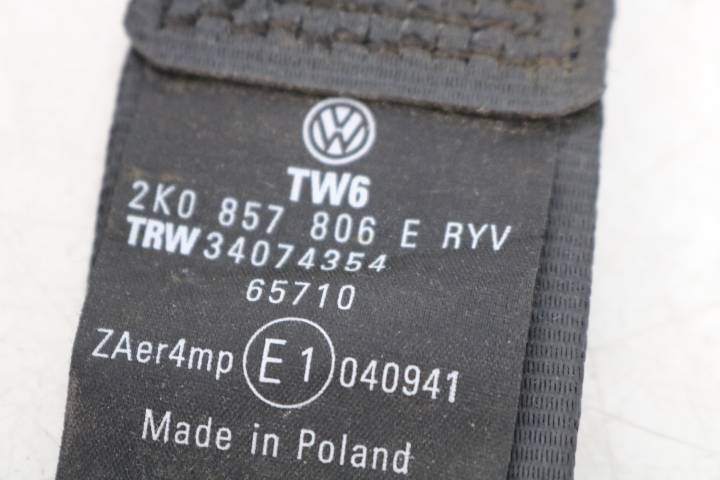 TW6
2K0 857 806 E RYV
TRW 34074354
65710
ZAer4mp E1 040941
Made in Poland